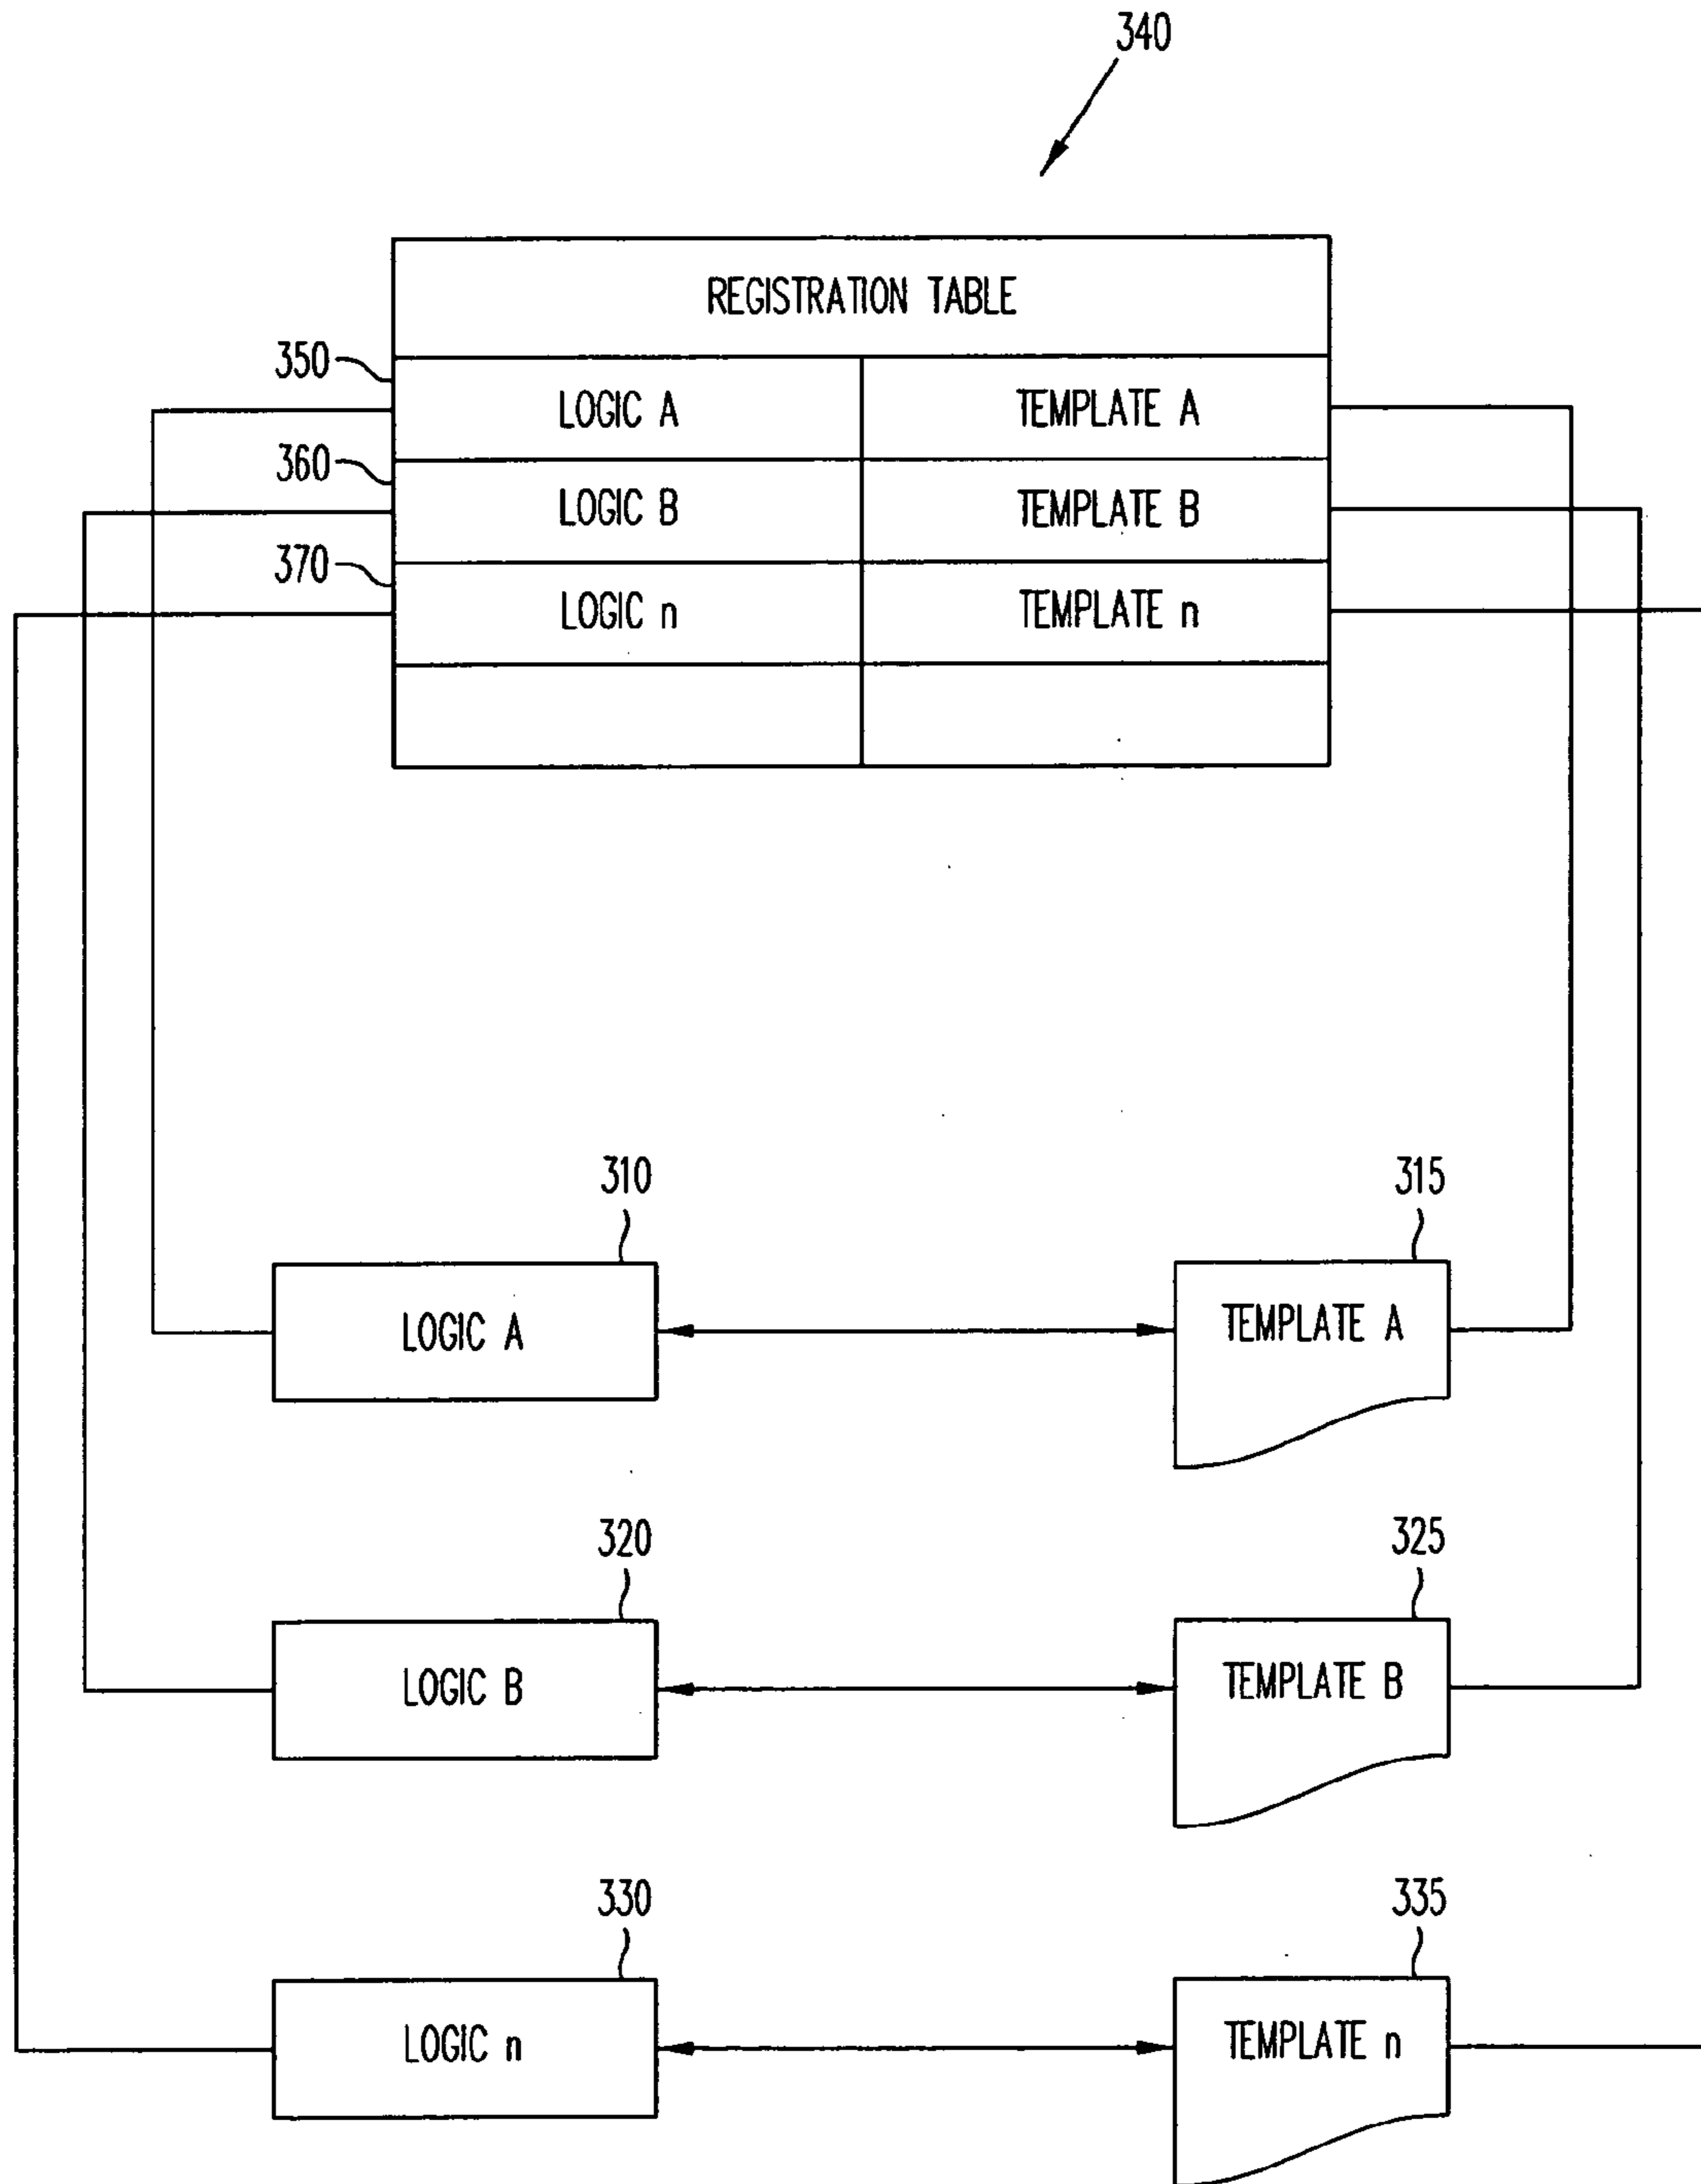 340
REGISTRATION TABLE
350
LOGIC A TEMPLATE A
360
LOGIC B TEMPLATE B
370
LOGIC n TEMPLATE n
310 315
LOGIC A TEMPLATE A
320 325
LOGIC B TEMPLATE B
330 335
LOGIC n TEMPLATE n